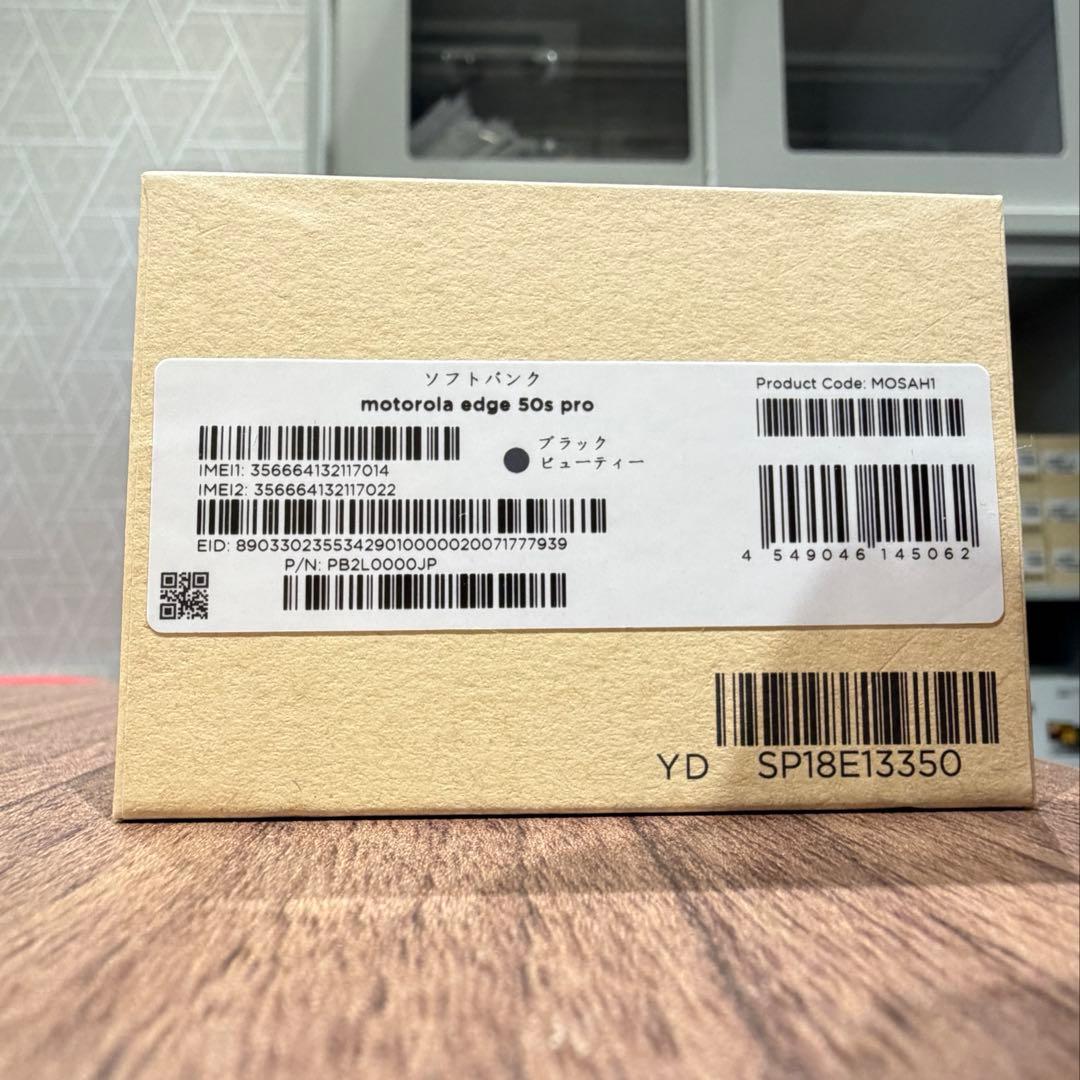 ソフトバンク
motorola edge 50s pro
ブラック
ビューティー
IMEI1: 356664132117014
IMEI2: 356664132117022
EID: 89033023553429010000020071777939
P/N: PB2L0000JP
Product Code: MOSAH1
4 549046 145062
YD SP18E13350